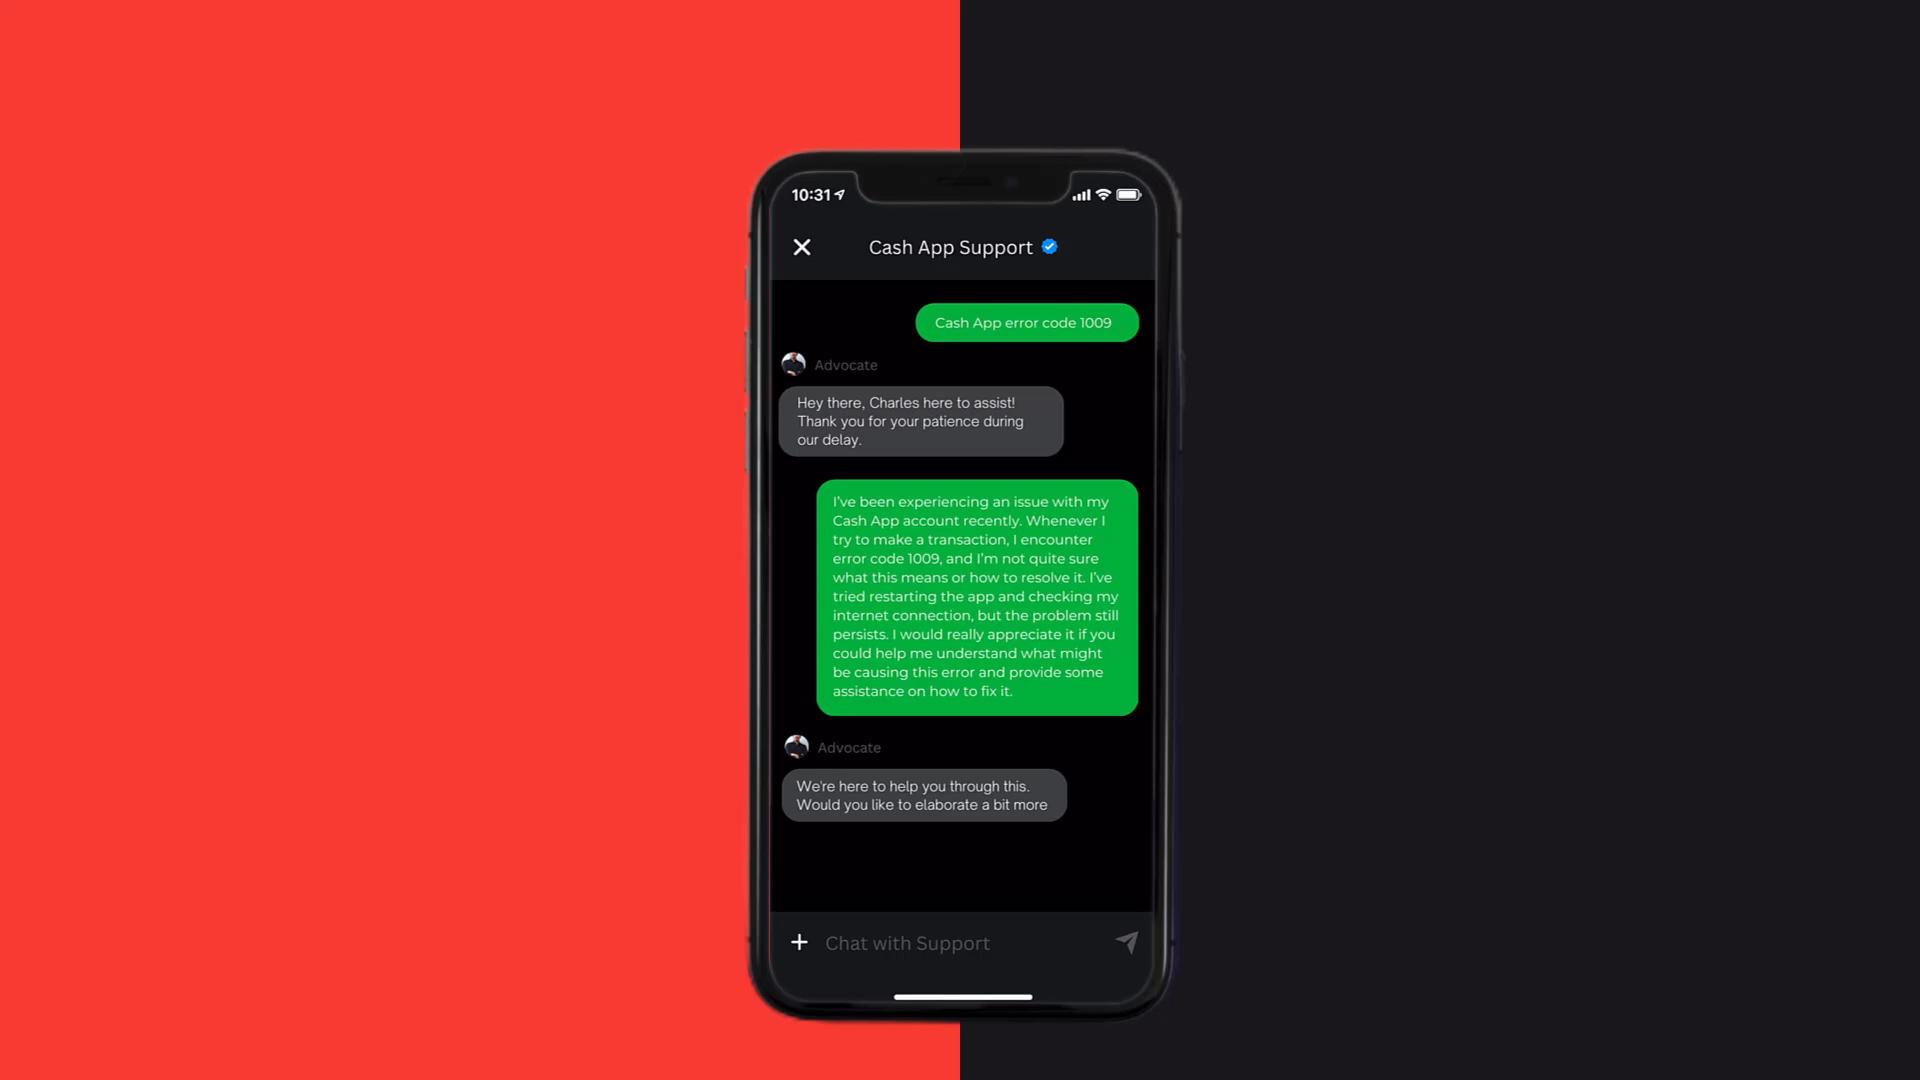 10:31
Cash App Support
Cash App error code 1009
Advocate
Hey there, Charles here to assist!
Thank you for your patience during
our delay.
I've been experiencing an issue with my
Cash App account recently. Whenever I
try to make a transaction, I encounter
error code 1009, and I'm not quite sure
what this means or how to resolve it. I've
tried restarting the app and checking my
internet connection, but the problem still
persists. I would really appreciate it if you
could help me understand what might
be causing this error and provide some
assistance on how to fix it.
Advocate
We're here to help you through this.
Would you like to elaborate a bit more
Chat with Support